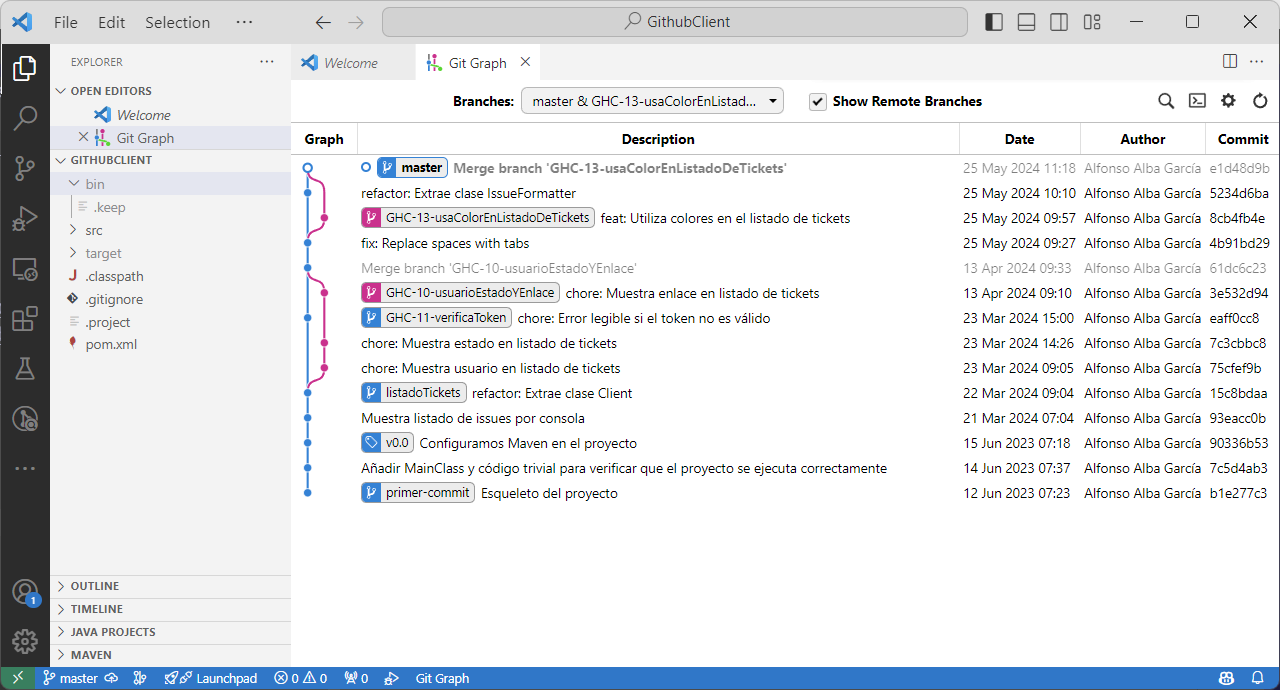 File Edit Selection ··· GithubClient
EXPLORER ··· Welcome Git Graph ···
OPEN EDITORS
Welcome
Git Graph
GITHUBCLIENT
bin
.keep
src
target
.classpath
.gitignore
.project
pom.xml
OUTLINE
TIMELINE
JAVA PROJECTS
MAVEN
Branches: master & GHC-13-usaColorEnListad... Show Remote Branches
Graph Description Date Author Commit
master Merge branch 'GHC-13-usaColorEnListadoDeTickets' 25 May 2024 11:18 Alfonso Alba García e1d48d9b
refactor: Extrae clase IssueFormatter 25 May 2024 10:10 Alfonso Alba García 5234d6ba
GHC-13-usaColorEnListadoDeTickets feat: Utiliza colores en el listado de tickets 25 May 2024 09:57 Alfonso Alba García 8cb4fb4e
fix: Replace spaces with tabs 25 May 2024 09:27 Alfonso Alba García 4b91bd29
Merge branch 'GHC-10-usuarioEstadoYEnlace' 13 Apr 2024 09:33 Alfonso Alba García 61dc6c23
GHC-10-usuarioEstadoYEnlace chore: Muestra enlace en listado de tickets 13 Apr 2024 09:10 Alfonso Alba García 3e532d94
GHC-11-verificaToken chore: Error legible si el token no es válido 23 Mar 2024 15:00 Alfonso Alba García eaff0cc8
chore: Muestra estado en listado de tickets 23 Mar 2024 14:26 Alfonso Alba García 7c3cbbc8
chore: Muestra usuario en listado de tickets 23 Mar 2024 09:05 Alfonso Alba García 75cfef9b
listadoTickets refactor: Extrae clase Client 22 Mar 2024 09:04 Alfonso Alba García 15c8bdaa
Muestra listado de issues por consola 21 Mar 2024 07:04 Alfonso Alba García 93eacc0b
v0.0 Configuramos Maven en el proyecto 15 Jun 2023 07:18 Alfonso Alba García 90336b53
Añadir MainClass y código trivial para verificar que el proyecto se ejecuta correctamente 14 Jun 2023 07:37 Alfonso Alba García 7c5d4ab3
primer-commit Esqueleto del proyecto 12 Jun 2023 07:23 Alfonso Alba García b1e277c3
1
master Launchpad 0 0 0 Git Graph